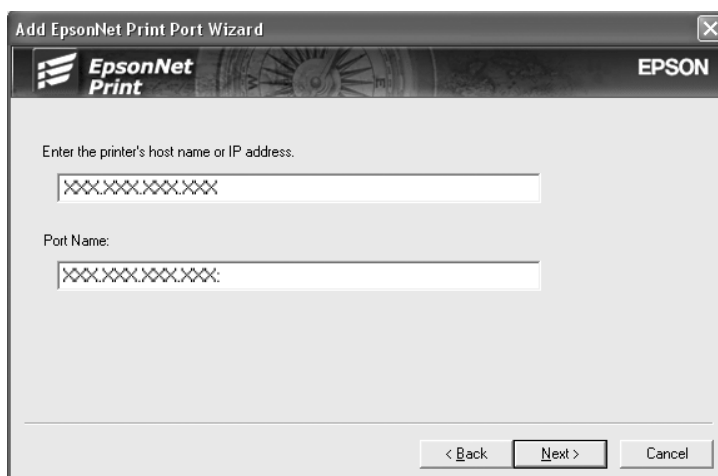 Add EpsonNet Print Port Wizard
EpsonNet
Print
EPSON
Enter the printer's host name or IP address.
XXX.XXX.XXX.XXX
Port Name:
XXX.XXX.XXX.XXX:
< Back
Next >
Cancel